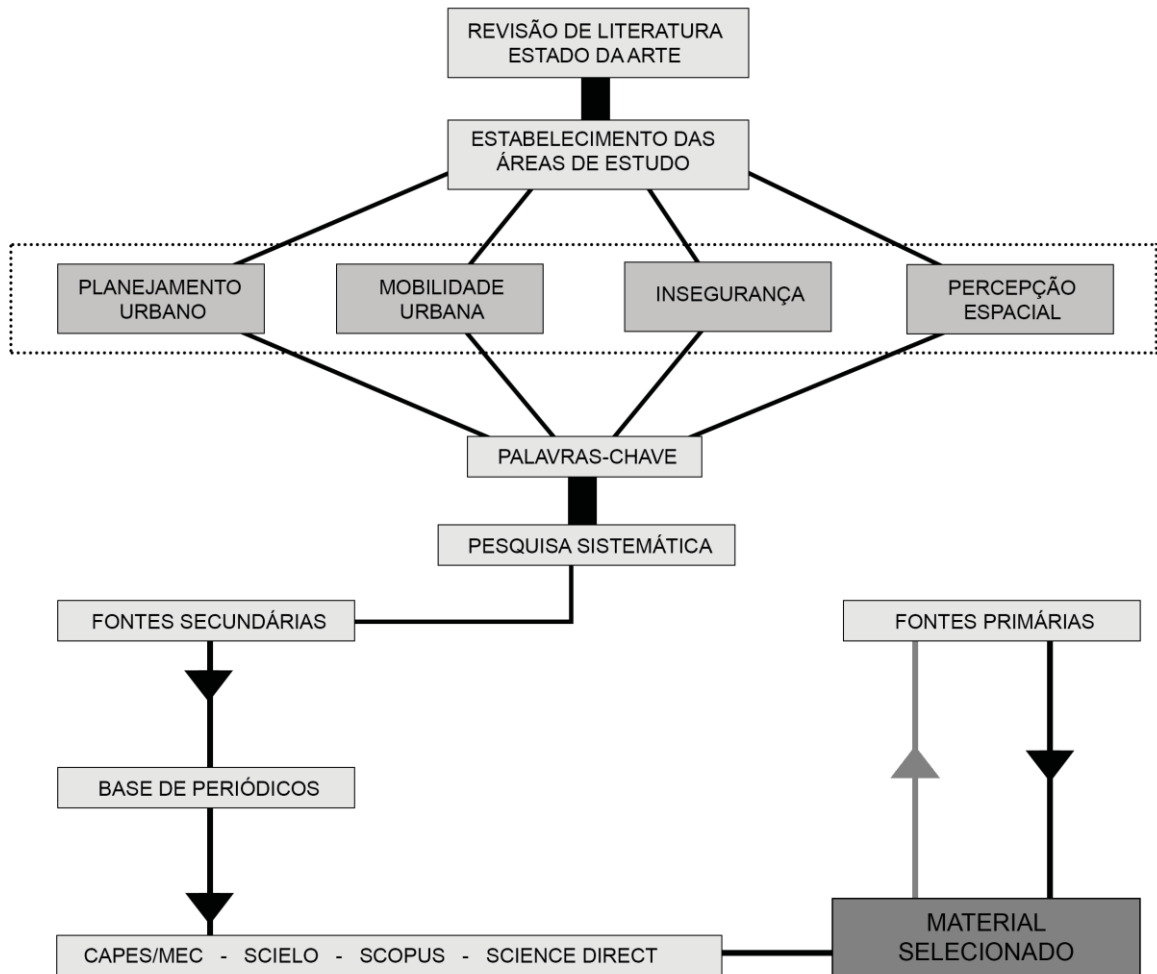 REVISÃO DE LITERATURA
ESTADO DA ARTE
ESTABELECIMENTO DAS
ÁREAS DE ESTUDO
PLANEJAMENTO
URBANO
MOBILIDADE
URBANA
INSEGURANÇA
PERCEPÇÃO
ESPACIAL
PALAVRAS-CHAVE
PESQUISA SISTEMÁTICA
FONTES SECUNDÁRIAS
FONTES PRIMÁRIAS
BASE DE PERIÓDICOS
CAPES/MEC - SCIELO - SCOPUS - SCIENCE DIRECT
MATERIAL
SELECIONADO